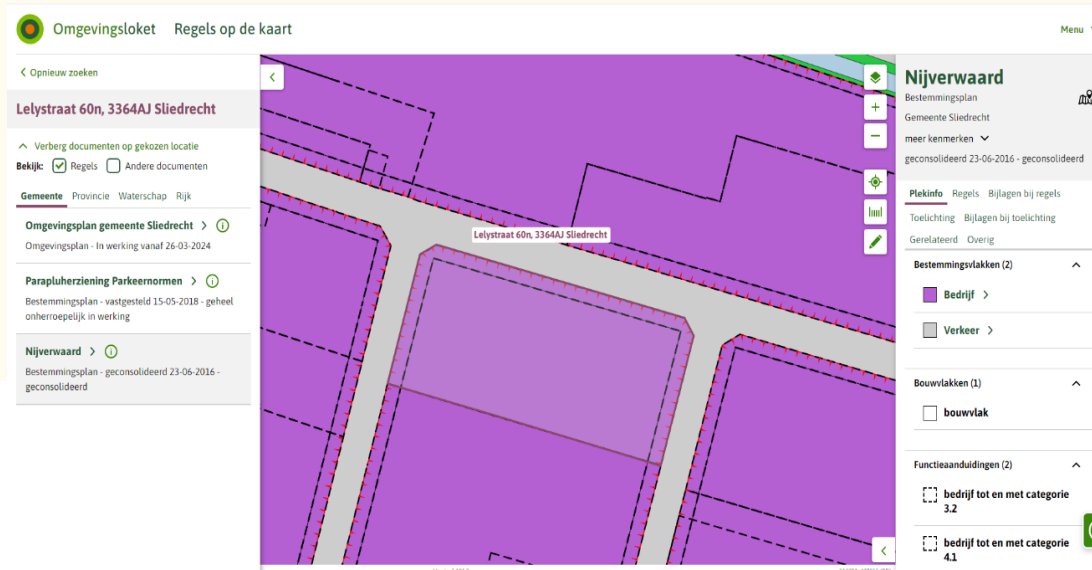 Omgevingsloket Regels op de kaart
Menu
Opnieuw zoeken
Lelystraat 60n, 3364AJ Sliedrecht
Verberg documenten op gekozen locatie
Bekijk: Regels Andere documenten
Gemeente Provincie Waterschap Rijk
Omgevingsplan gemeente Sliedrecht
Omgevingsplan - In werking vanaf 26-03-2024
Parapluherziening Parkeernormen
Bestemmingsplan - vastgesteld 15-05-2018 - geheel
onherroepelijk in werking
Nijverwaard
Bestemmingsplan - geconsolideerd 23-06-2016 -
geconsolideerd
Lelystraat 60n, 3364AJ Sliedrecht
Nijverwaard
Bestemmingsplan
Gemeente Sliedrecht
meer kenmerken
geconsolideerd 23-06-2016 - geconsolideerd
Plekinfo Regels Bijlagen bij regels
Toelichting Bijlagen bij toelichting
Gerelateerd Overig
Bestemmingsvlakken (2)
Bedrijf
Verkeer
Bouwvlakken (1)
bouwvlak
Functieaanduidingen (2)
bedrijf tot en met categorie
3.2
bedrijf tot en met categorie
4.1